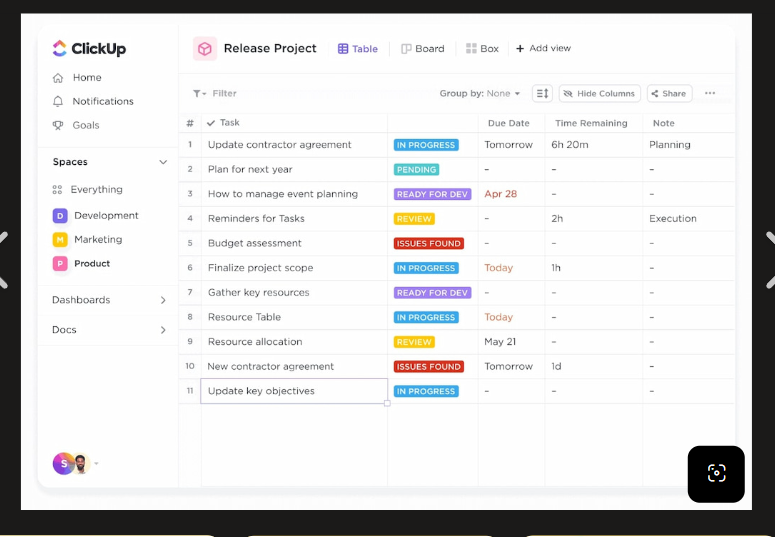 ClickUp
Home
Notifications
Goals
Spaces
Everything
D Development
M Marketing
P Product
Dashboards
Docs
S
Release Project Table Board Box + Add view
Filter Group by: None Hide Columns Share ...
# Task Due Date Time Remaining Note
1 Update contractor agreement IN PROGRESS Tomorrow 6h 20m Planning
2 Plan for next year PENDING – – –
3 How to manage event planning READY FOR DEV Apr 28 – –
4 Reminders for Tasks REVIEW – 2h Execution
5 Budget assessment ISSUES FOUND – – –
6 Finalize project scope IN PROGRESS Today 1h –
7 Gather key resources READY FOR DEV – – –
8 Resource Table IN PROGRESS Today – –
9 Resource allocation REVIEW May 21 – –
10 New contractor agreement ISSUES FOUND Tomorrow 1d –
11 Update key objectives IN PROGRESS – – –